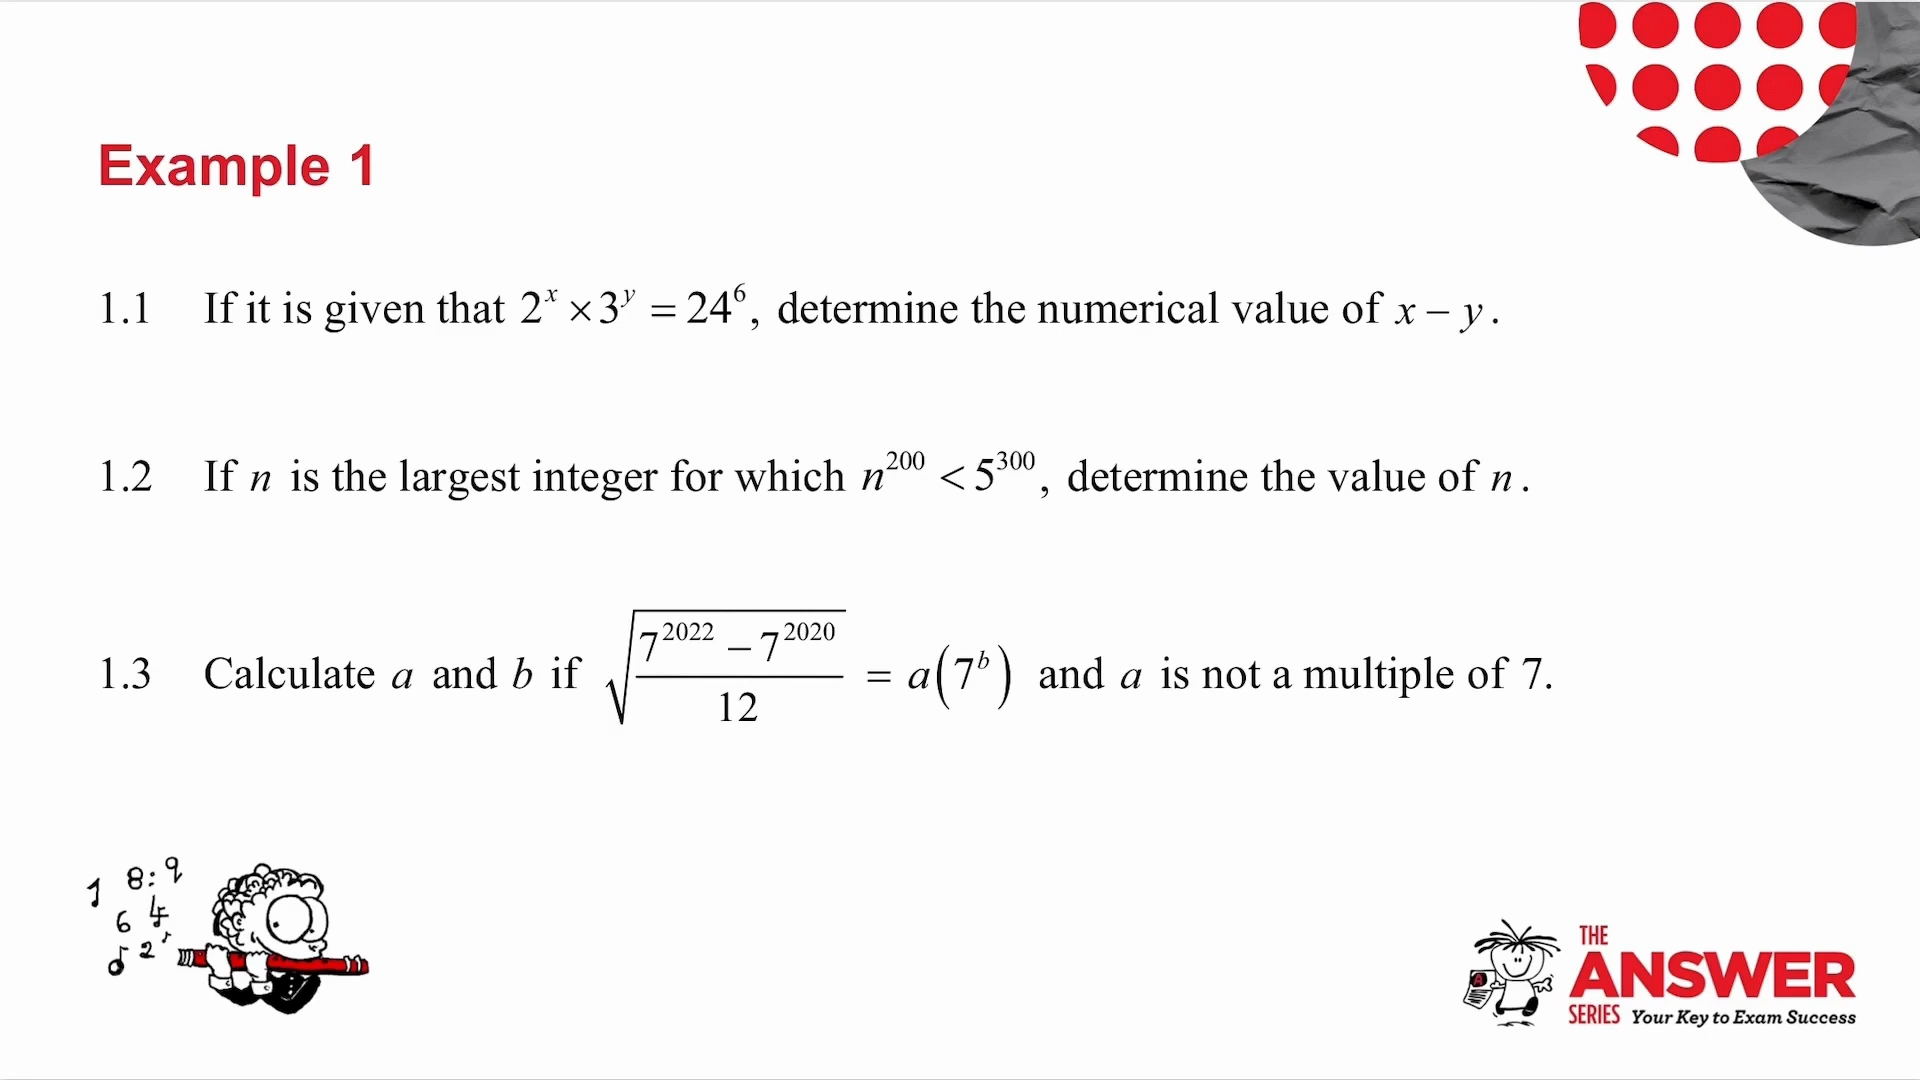 Example 1
1.1 If it is given that 2^x × 3^y = 24^6, determine the numerical value of x – y.
1.2 If n is the largest integer for which n^200 < 5^300, determine the value of n.
1.3 Calculate a and b if √((7^2022 – 7^2020)/12) = a(7^b) and a is not a multiple of 7.
1 8:9
6 4
2
A
THE
ANSWER
SERIES Your Key to Exam Success